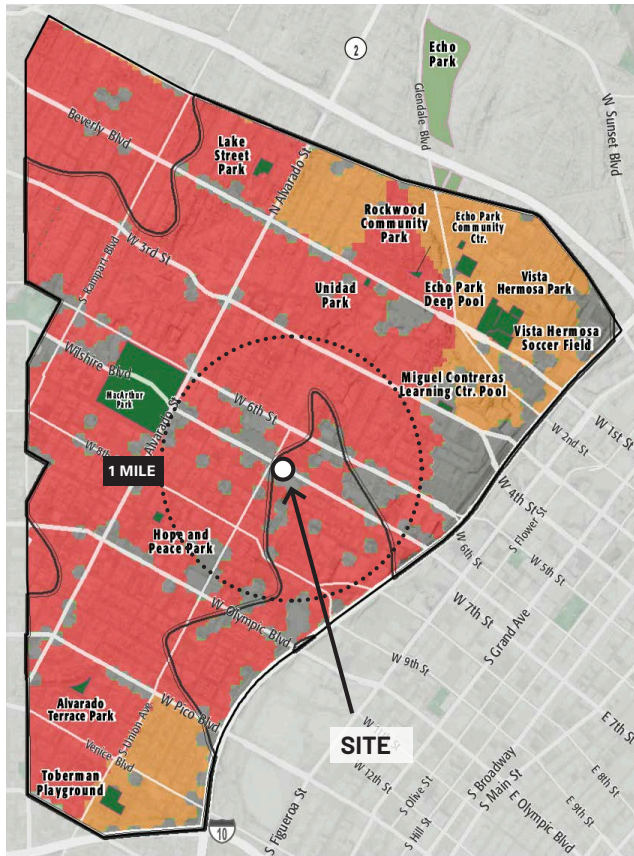 Echo
Park
2
Glendale Blvd
W Sunset Blvd
Beverly Blvd
Lake
Street
Park
N Alvarado St
Rockwood
Community
Park
Echo Park
Community
Ctr.
W 3rd St
S Rampart Blvd
Unidad
Park
Echo Park
Deep Pool
Vista
Hermosa Park
Vista Hermosa
Soccer Field
Wilshire Blvd
MacArthur
Park
Alvarado St
W 6th St
Miguel Contreras
Learning Ctr. Pool
W 1st St
W 2nd St
W 8th
1 MILE
W 4th St
S Flower St
Hope and
Peace Park
W 6th St
W 5th St
W Olympic Blvd
W 7th St
S Grand Ave
W 9th St
Alvarado
Terrace Park
S Union Ave
W Pico Blvd
SITE
E 7th St
Venice Blvd
W 12th St
S Broadway
S Main St
E 8th St
Toberman
Playground
S Olive St
E Olympic Blvd
E 9th St
10
S Figueroa St
S Hill St